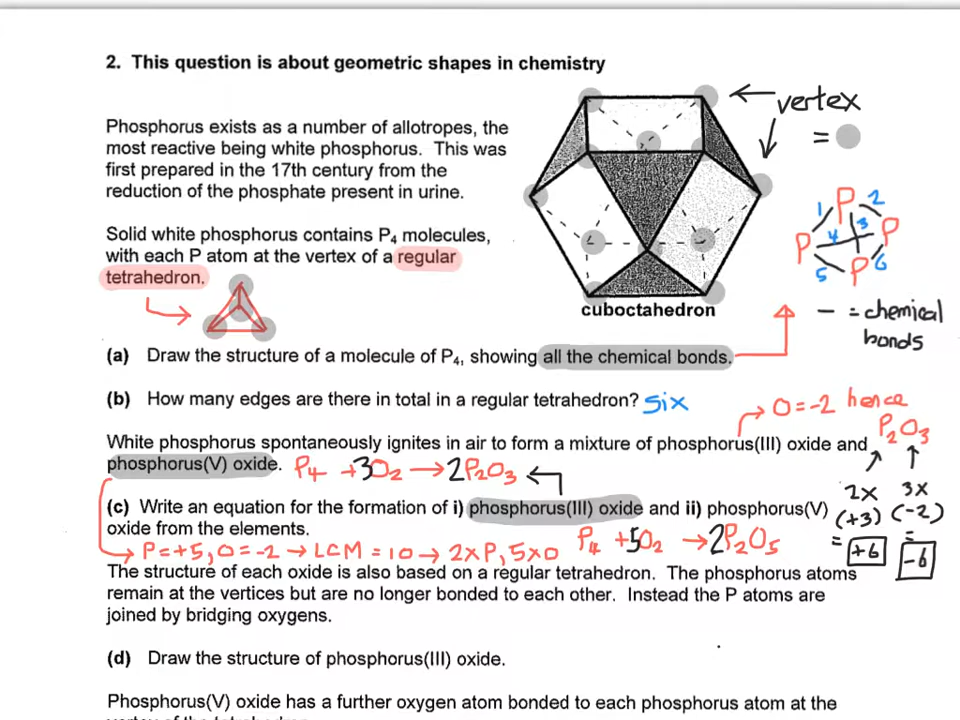 2. This question is about geometric shapes in chemistry
Phosphorus exists as a number of allotropes, the
most reactive being white phosphorus. This was
first prepared in the 17th century from the
reduction of the phosphate present in urine.
Solid white phosphorus contains P₄ molecules,
with each P atom at the vertex of a regular
tetrahedron.
cuboctahedron
← vertex
=
P
P P
P
1 2 3 4 5 6
– = chemical
bonds
(a) Draw the structure of a molecule of P₄, showing all the chemical bonds.
(b) How many edges are there in total in a regular tetrahedron? six
→ O=-2 hence
P₂O₃
White phosphorus spontaneously ignites in air to form a mixture of phosphorus(III) oxide and
phosphorus(V) oxide. P₄ +3O₂ → 2P₂O₃
2x 3x
(+3) (-2)
= =
+6 -6
(c) Write an equation for the formation of i) phosphorus(III) oxide and ii) phosphorus(V)
oxide from the elements. P₄ +5O₂ → 2P₂O₅
→ P=+5, O=-2 → LCM = 10 → 2xP, 5xO
The structure of each oxide is also based on a regular tetrahedron. The phosphorus atoms
remain at the vertices but are no longer bonded to each other. Instead the P atoms are
joined by bridging oxygens.
(d) Draw the structure of phosphorus(III) oxide.
Phosphorus(V) oxide has a further oxygen atom bonded to each phosphorus atom at the